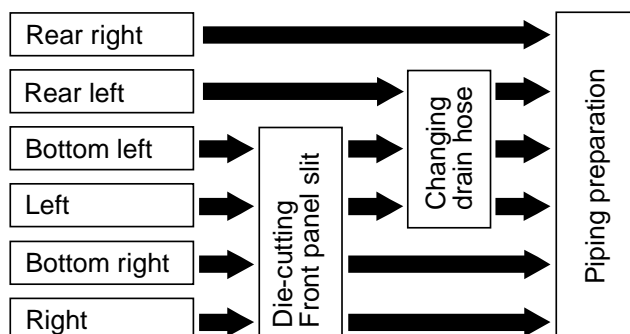 Rear right
Rear left
Bottom left
Left
Bottom right
Right
Die-cutting
Front panel slit
Changing
drain hose
Piping preparation